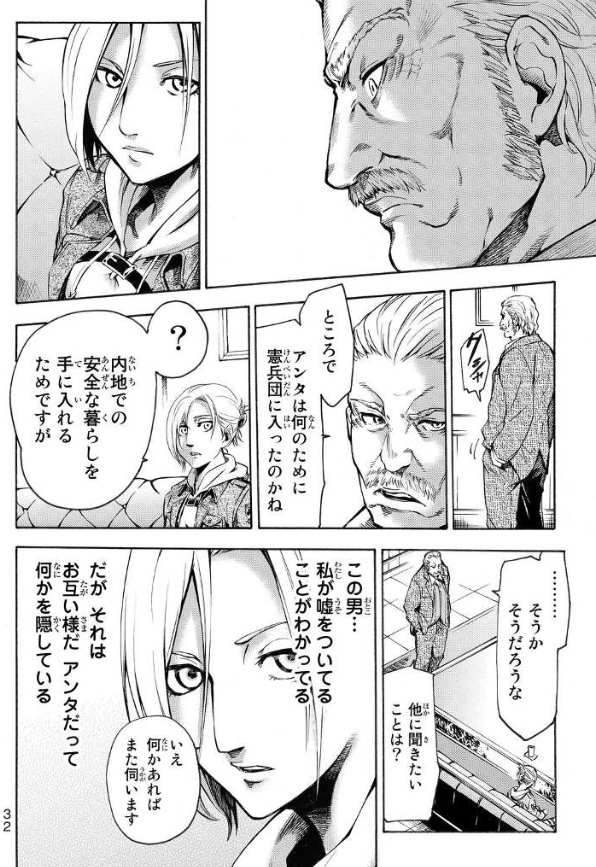 グシャ
ところで
アンタは何のために
憲兵団に入ったのかね
？
内地での
安全な暮らしを
手に入れる
ためですが
………
そうか
そうだろうな
他に聞きたい
ことは？
この男…
私が嘘をついてる
ことがわかってる
だが それは
お互い様だ アンタだって
何かを隠している
いえ
何かあれば
また伺います
32